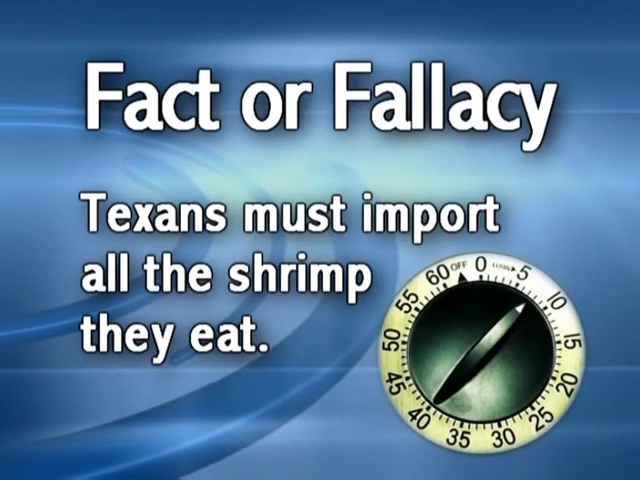 Fact or Fallacy
Texans must import
all the shrimp
they eat.
OFF 0 5 10 15 20 25 30 35 40 45 50 55 60